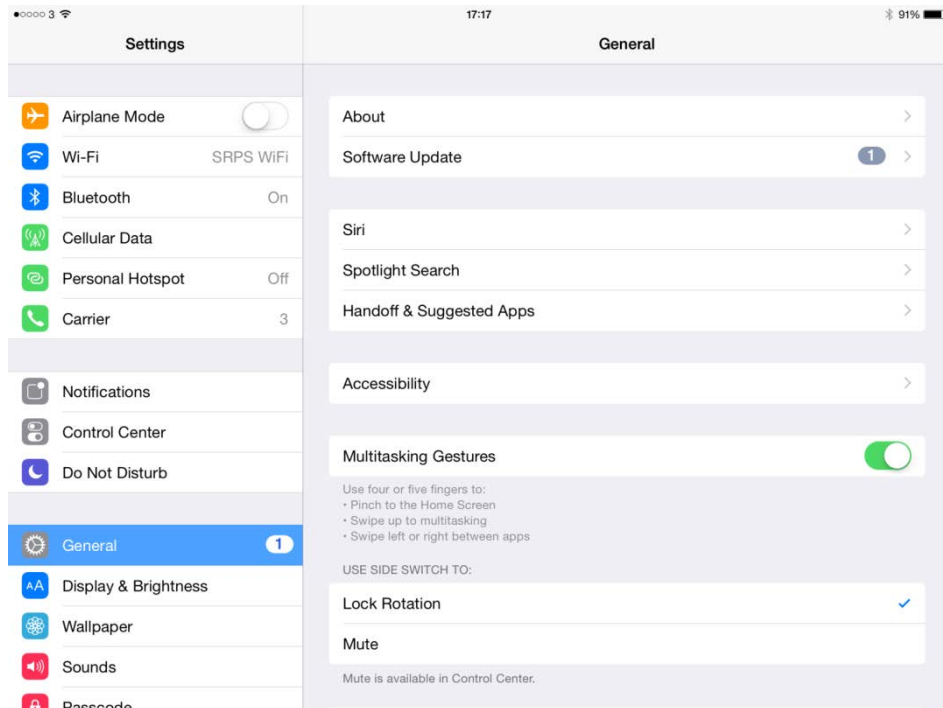 3 17:17 91%
Settings
General
Airplane Mode
Wi-Fi SRPS WiFi
Bluetooth On
Cellular Data
Personal Hotspot Off
Carrier 3
Notifications
Control Center
Do Not Disturb
General 1
AA Display & Brightness
Wallpaper
Sounds
Passcode
About
Software Update 1
Siri
Spotlight Search
Handoff & Suggested Apps
Accessibility
Multitasking Gestures
Use four or five fingers to:
• Pinch to the Home Screen
• Swipe up to multitasking
• Swipe left or right between apps
USE SIDE SWITCH TO:
Lock Rotation
Mute
Mute is available in Control Center.